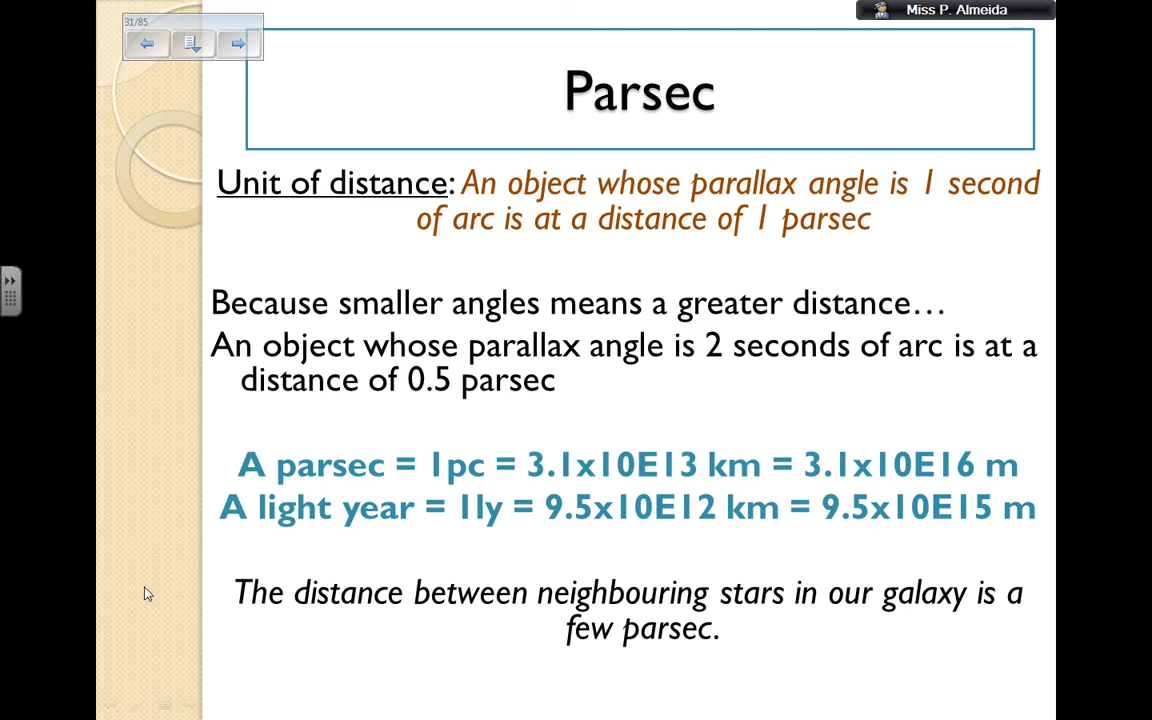 Miss P. Almeida
31/85
Parsec
Unit of distance: An object whose parallax angle is 1 second
of arc is at a distance of 1 parsec
Because smaller angles means a greater distance…
An object whose parallax angle is 2 seconds of arc is at a
distance of 0.5 parsec
A parsec = 1pc = 3.1x10E13 km = 3.1x10E16 m
A light year = 1ly = 9.5x10E12 km = 9.5x10E15 m
The distance between neighbouring stars in our galaxy is a
few parsec.